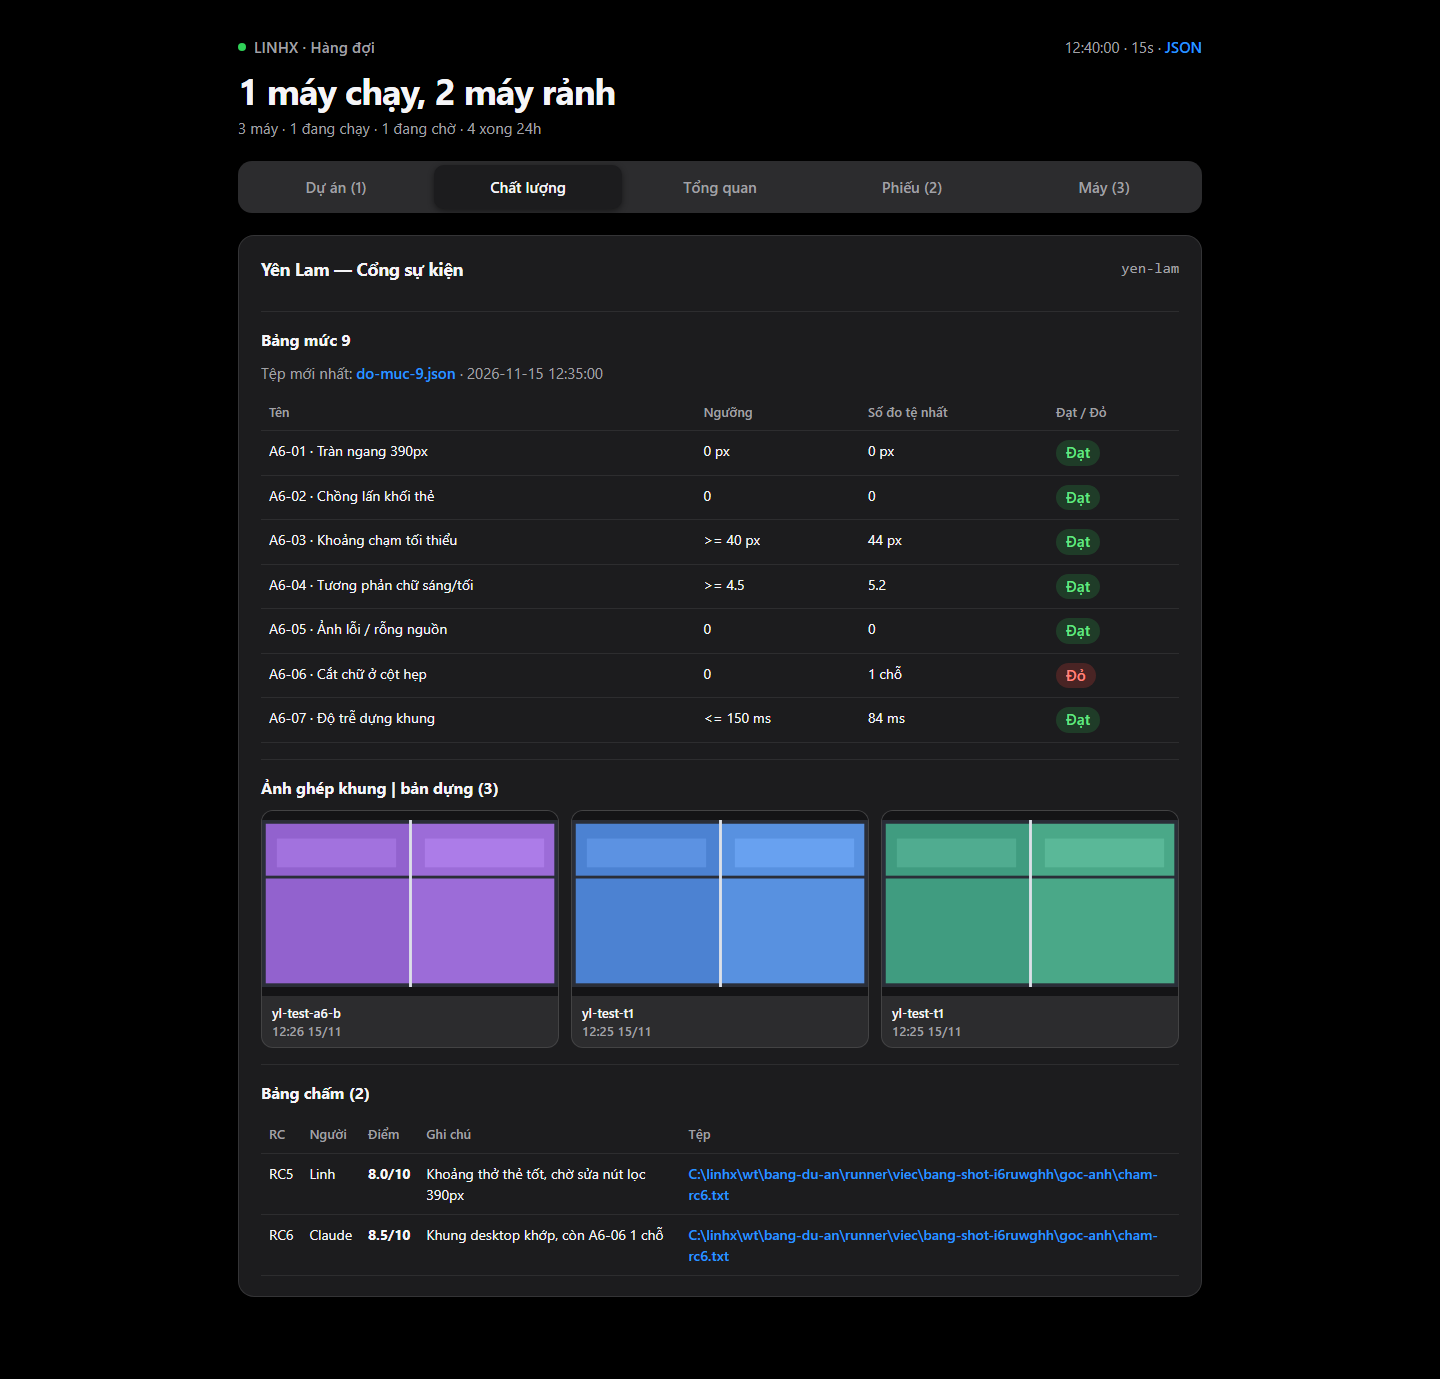 LINHX · Hàng đợi
12:40:00 · 15s · JSON
1 máy chạy, 2 máy rảnh
3 máy · 1 đang chạy · 1 đang chờ · 4 xong 24h
Dự án (1)
Chất lượng
Tổng quan
Phiếu (2)
Máy (3)
Yên Lam — Cổng sự kiện
yen-lam
Bảng mức 9
Tệp mới nhất: do-muc-9.json · 2026-11-15 12:35:00
Tên Ngưỡng Số đo tệ nhất Đạt / Đỏ
A6-01 · Tràn ngang 390px 0 px 0 px Đạt
A6-02 · Chồng lấn khối thẻ 0 0 Đạt
A6-03 · Khoảng chạm tối thiểu >= 40 px 44 px Đạt
A6-04 · Tương phản chữ sáng/tối >= 4.5 5.2 Đạt
A6-05 · Ảnh lỗi / rỗng nguồn 0 0 Đạt
A6-06 · Cắt chữ ở cột hẹp 0 1 chỗ Đỏ
A6-07 · Độ trễ dựng khung <= 150 ms 84 ms Đạt
Ảnh ghép khung | bản dựng (3)
yl-test-a6-b
12:26 15/11
yl-test-t1
12:25 15/11
yl-test-t1
12:25 15/11
Bảng chấm (2)
RC Người Điểm Ghi chú Tệp
RC5 Linh 8.0/10 Khoảng thở thẻ tốt, chờ sửa nút lọc
390px
C:\linhx\wt\bang-du-an\runner\viec\bang-shot-i6ruwghh\goc-anh\cham-
rc6.txt
RC6 Claude 8.5/10 Khung desktop khớp, còn A6-06 1 chỗ
C:\linhx\wt\bang-du-an\runner\viec\bang-shot-i6ruwghh\goc-anh\cham-
rc6.txt